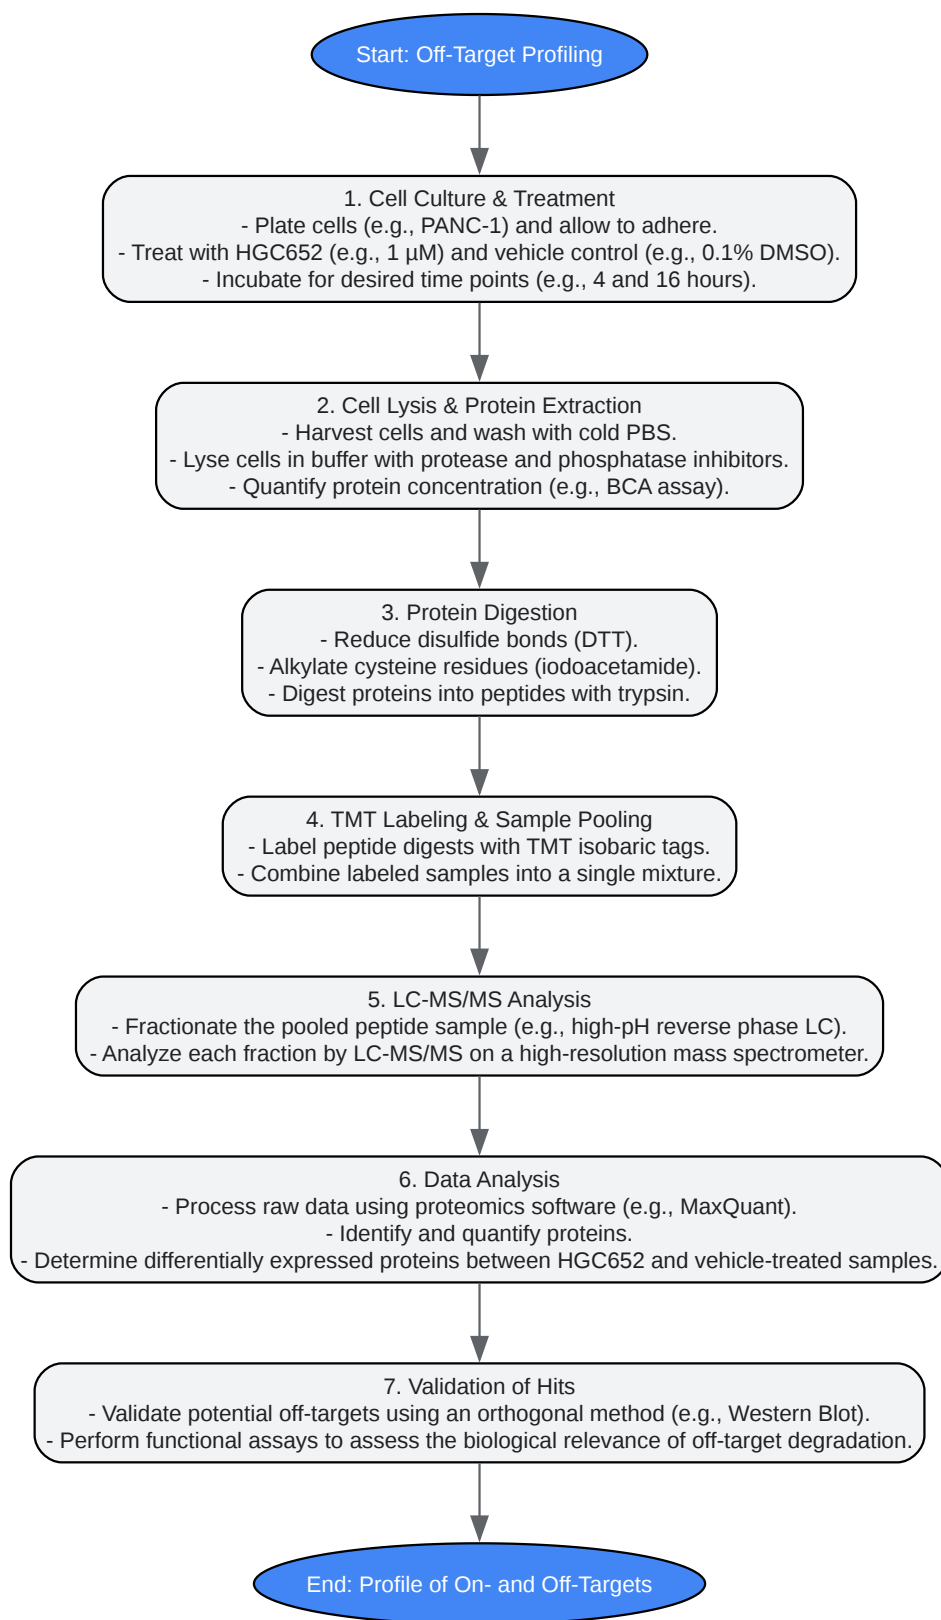 Start: Off-Target Profiling
1. Cell Culture & Treatment
- Plate cells (e.g., PANC-1) and allow to adhere.
- Treat with HGC652 (e.g., 1 µM) and vehicle control (e.g., 0.1% DMSO).
- Incubate for desired time points (e.g., 4 and 16 hours).
2. Cell Lysis & Protein Extraction
- Harvest cells and wash with cold PBS.
- Lyse cells in buffer with protease and phosphatase inhibitors.
- Quantify protein concentration (e.g., BCA assay).
3. Protein Digestion
- Reduce disulfide bonds (DTT).
- Alkylate cysteine residues (iodoacetamide).
- Digest proteins into peptides with trypsin.
4. TMT Labeling & Sample Pooling
- Label peptide digests with TMT isobaric tags.
- Combine labeled samples into a single mixture.
5. LC-MS/MS Analysis
- Fractionate the pooled peptide sample (e.g., high-pH reverse phase LC).
- Analyze each fraction by LC-MS/MS on a high-resolution mass spectrometer.
6. Data Analysis
- Process raw data using proteomics software (e.g., MaxQuant).
- Identify and quantify proteins.
- Determine differentially expressed proteins between HGC652 and vehicle-treated samples.
7. Validation of Hits
- Validate potential off-targets using an orthogonal method (e.g., Western Blot).
- Perform functional assays to assess the biological relevance of off-target degradation.
End: Profile of On- and Off-Targets